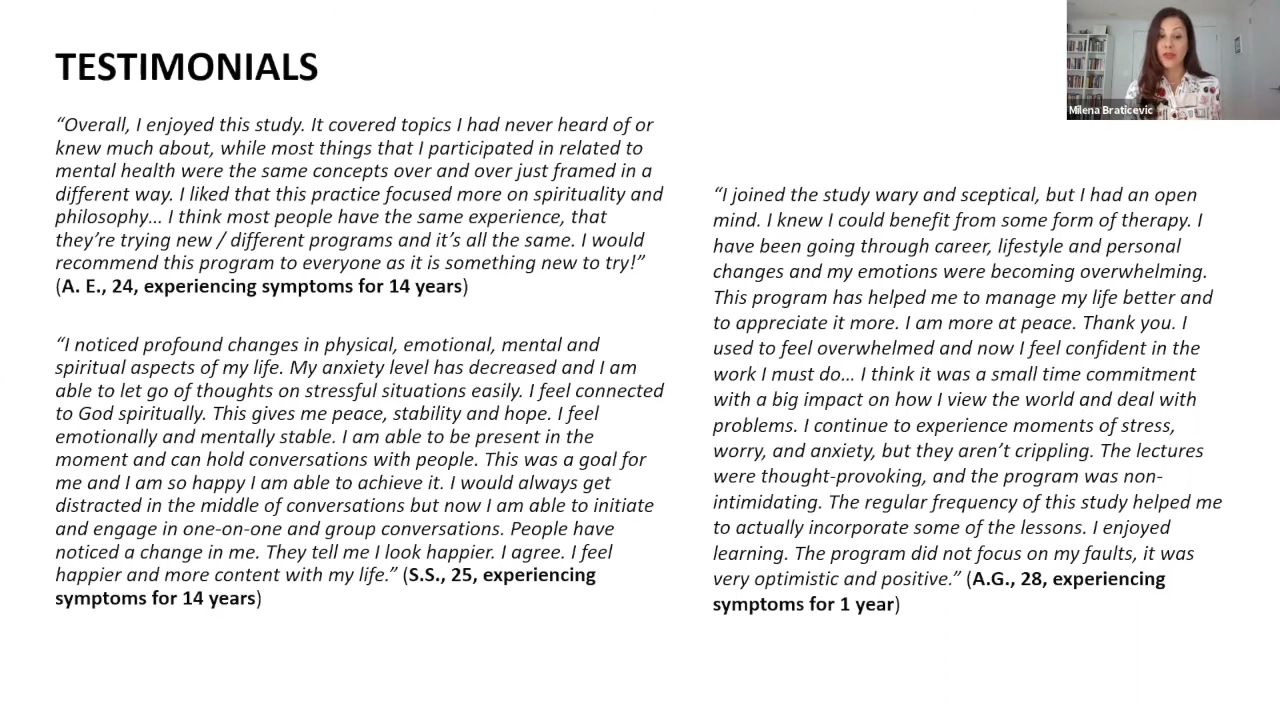 TESTIMONIALS
“Overall, I enjoyed this study. It covered topics I had never heard of or
knew much about, while most things that I participated in related to
mental health were the same concepts over and over just framed in a
different way. I liked that this practice focused more on spirituality and
philosophy… I think most people have the same experience, that
they’re trying new / different programs and it’s all the same. I would
recommend this program to everyone as it is something new to try!”
(A. E., 24, experiencing symptoms for 14 years)
“I noticed profound changes in physical, emotional, mental and
spiritual aspects of my life. My anxiety level has decreased and I am
able to let go of thoughts on stressful situations easily. I feel connected
to God spiritually. This gives me peace, stability and hope. I feel
emotionally and mentally stable. I am able to be present in the
moment and can hold conversations with people. This was a goal for
me and I am so happy I am able to achieve it. I would always get
distracted in the middle of conversations but now I am able to initiate
and engage in one-on-one and group conversations. People have
noticed a change in me. They tell me I look happier. I agree. I feel
happier and more content with my life.” (S.S., 25, experiencing
symptoms for 14 years)
“I joined the study wary and sceptical, but I had an open
mind. I knew I could benefit from some form of therapy. I
have been going through career, lifestyle and personal
changes and my emotions were becoming overwhelming.
This program has helped me to manage my life better and
to appreciate it more. I am more at peace. Thank you. I
used to feel overwhelmed and now I feel confident in the
work I must do… I think it was a small time commitment
with a big impact on how I view the world and deal with
problems. I continue to experience moments of stress,
worry, and anxiety, but they aren’t crippling. The lectures
were thought-provoking, and the program was non-
intimidating. The regular frequency of this study helped me
to actually incorporate some of the lessons. I enjoyed
learning. The program did not focus on my faults, it was
very optimistic and positive.” (A.G., 28, experiencing
symptoms for 1 year)
Milena Braticevic